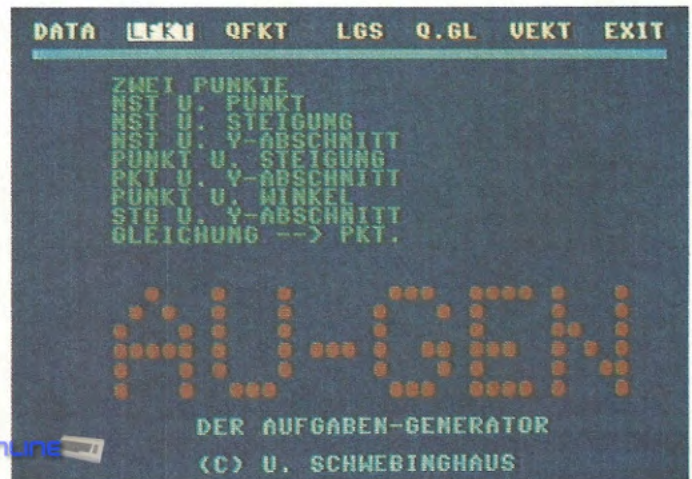 DATA LFKT QFKT LGS Q.GL VEKT EXIT
ZWEI PUNKTE
NST U. PUNKT
NST U. STEIGUNG
NST U. Y-ABSCHNITT
PUNKT U. STEIGUNG
PKT U. Y-ABSCHNITT
PUNKT U. WINKEL
STG U. Y-ABSCHNITT
GLEICHUNG --> PKT.
AU-GEN
DER AUFGABEN-GENERATOR
(C) U. SCHWEBINGHAUS